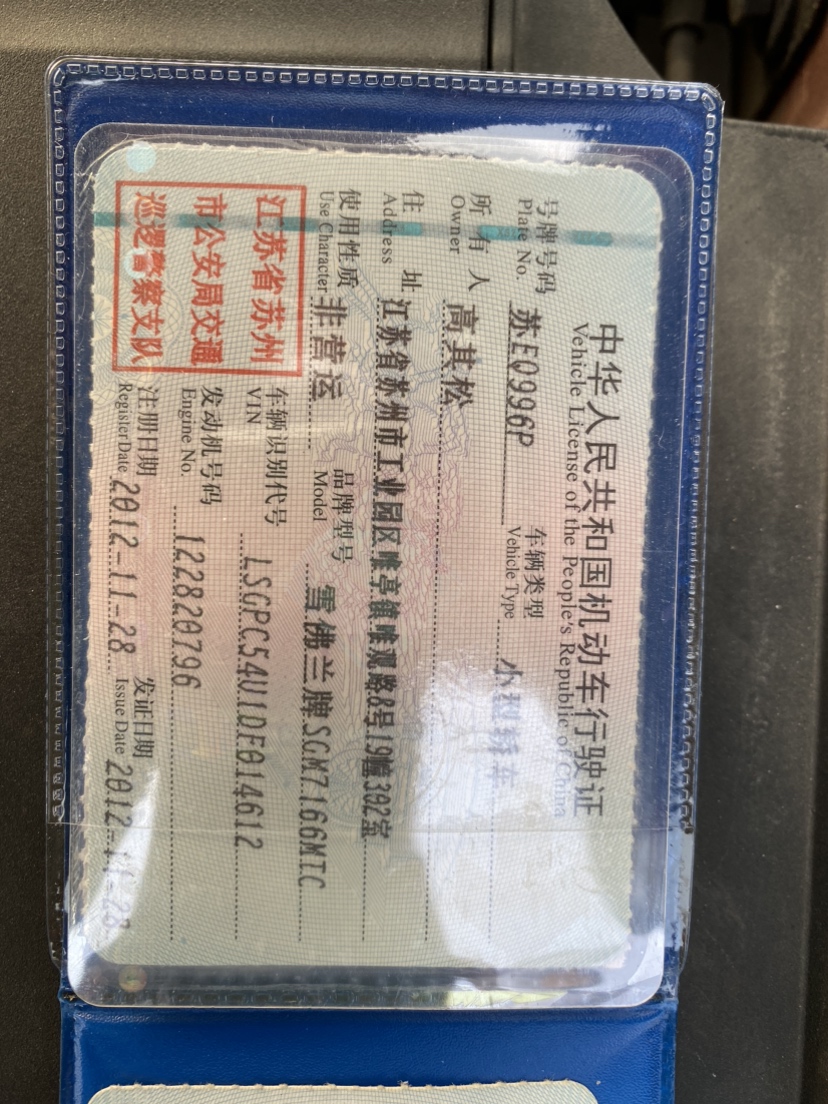 中华人民共和国机动车行驶证
Vehicle License of the People's Republic of China
号牌号码 苏EQ996P 车辆类型 小型轿车
Plate No. Vehicle Type
所有人 高其松
Owner
住址 江苏省苏州市工业园区唯亭镇唯观路8号19幢302室
Address
使用性质 非营运 品牌型号 雪佛兰牌SGM7166MTC
Use Character Model
江苏省苏州
市公安局交通
巡逻警察支队
车辆识别代号 LSGPC54U1DF014612
VIN
发动机号码 122820796
Engine No.
注册日期 2012-11-28 发证日期 2012-11-28
Register Date Issue Date